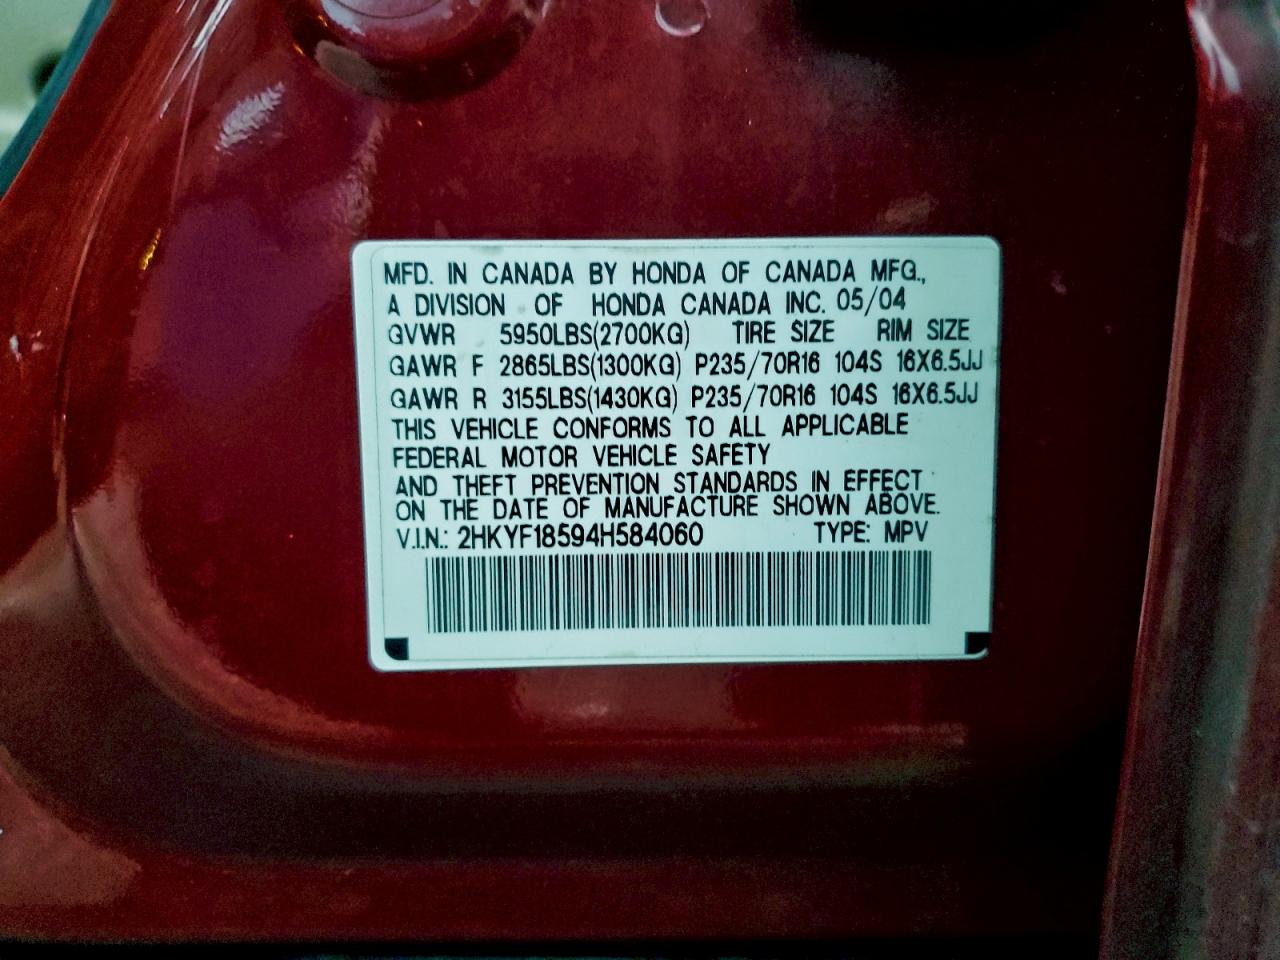 MFD. IN CANADA BY HONDA OF CANADA MFG.,
A DIVISION OF HONDA CANADA INC. 05/04
GVWR 5950LBS(2700KG) TIRE SIZE RIM SIZE
GAWR F 2865LBS(1300KG) P235/70R16 104S 16X6.5JJ
GAWR R 3155LBS(1430KG) P235/70R16 104S 16X6.5JJ
THIS VEHICLE CONFORMS TO ALL APPLICABLE
FEDERAL MOTOR VEHICLE SAFETY
AND THEFT PREVENTION STANDARDS IN EFFECT
ON THE DATE OF MANUFACTURE SHOWN ABOVE.
V.I.N.: 2HKYF18594H584060 TYPE: MPV